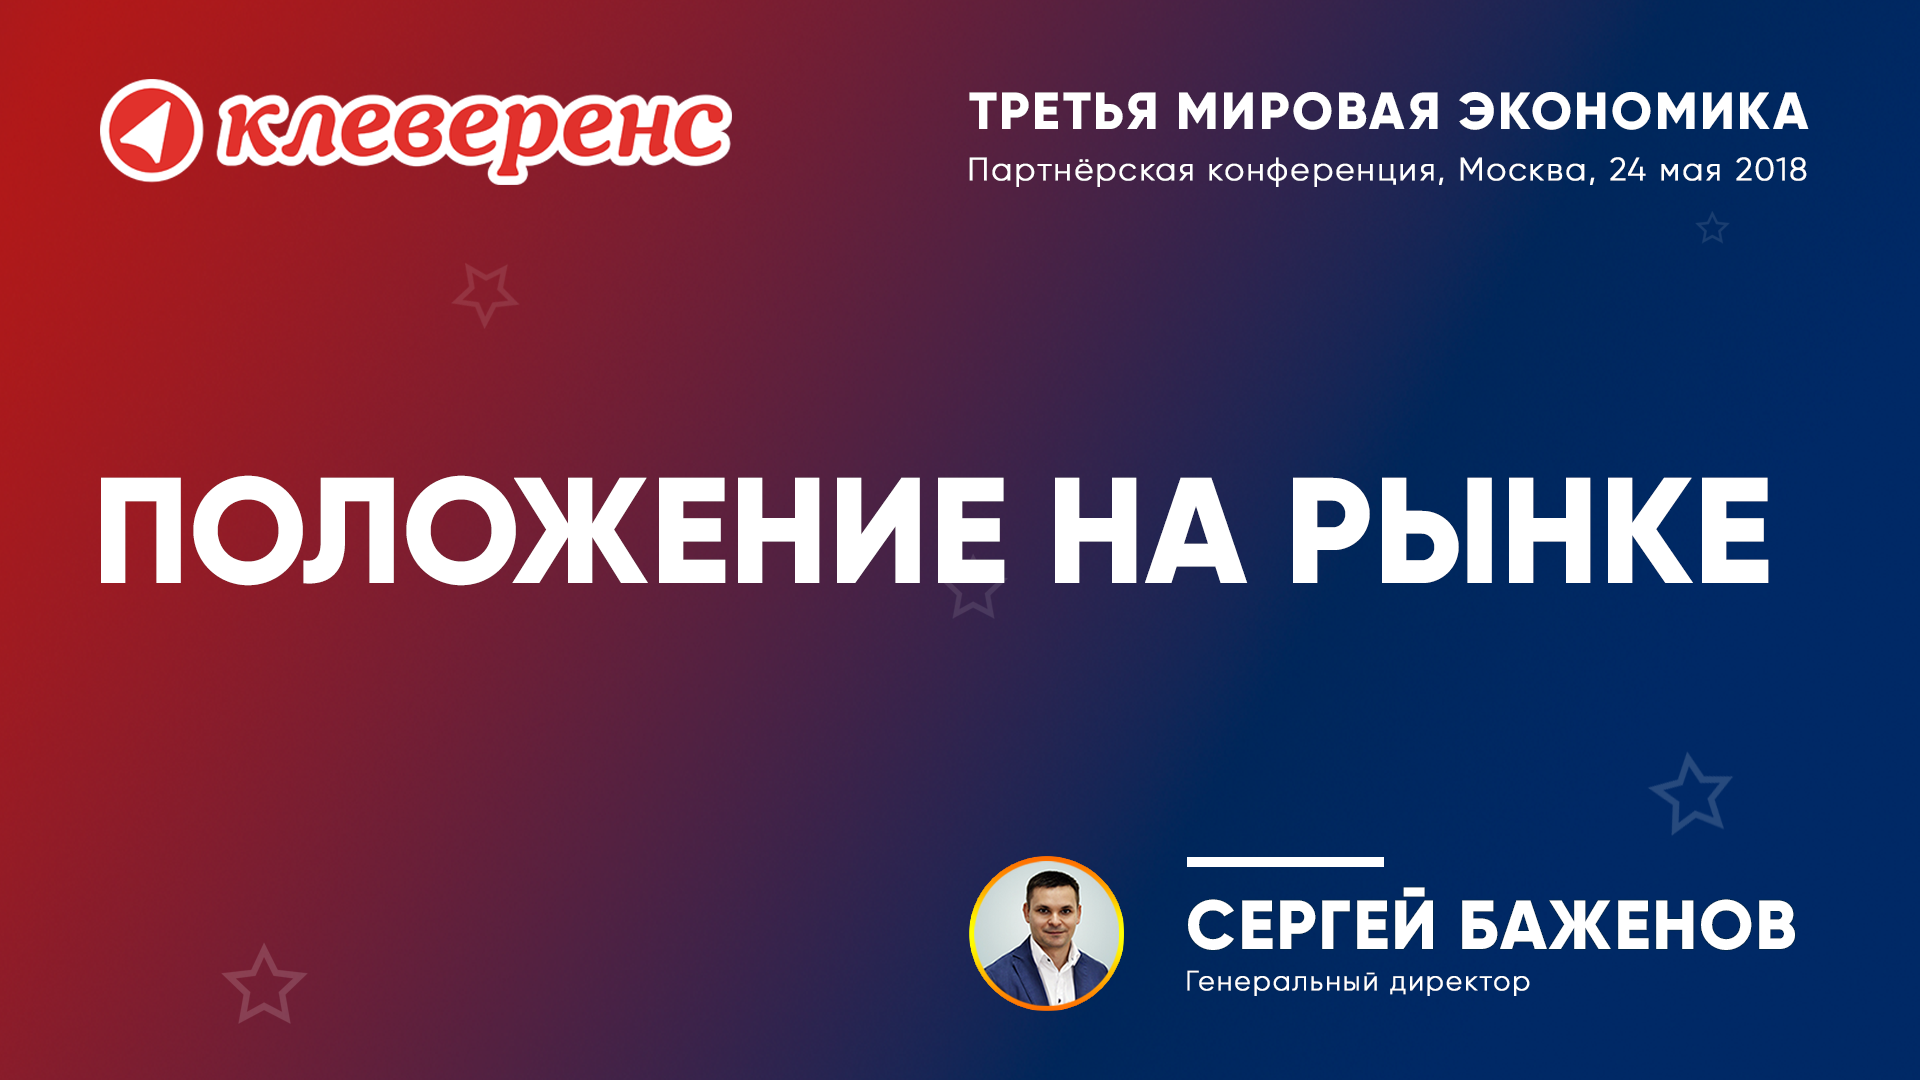 клеверенс
ТРЕТЬЯ МИРОВАЯ ЭКОНОМИКА
Партнёрская конференция, Москва, 24 мая 2018
ПОЛОЖЕНИЕ НА РЫНКЕ
СЕРГЕЙ БАЖЕНОВ
Генеральный директор